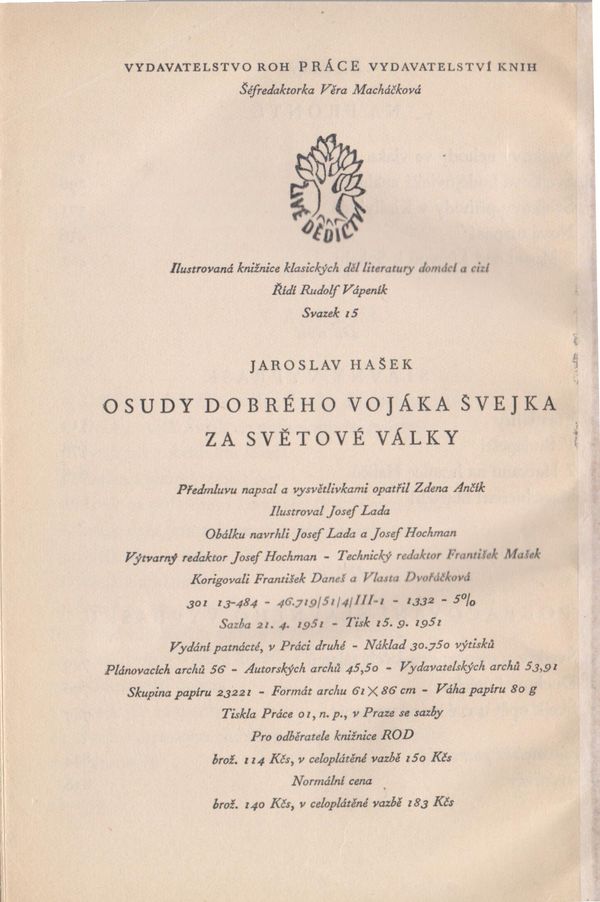 VYDAVATELSTVO ROH PRÁCE VYDAVATELSTVÍ KNIH
Šéfredaktorka Věra Macháčková
ŽIVÉ DĚDICTVÍ
Ilustrovaná knižnice klasických děl literatury domácí a cizí
Řídí Rudolf Vápeník
Svazek 15
JAROSLAV HAŠEK
OSUDY DOBRÉHO VOJÁKA ŠVEJKA
ZA SVĚTOVÉ VÁLKY
Předmluvu napsal a vysvětlivkami opatřil Zdena Ančík
Ilustroval Josef Lada
Obálku navrhli Josef Lada a Josef Hochman
Výtvarný redaktor Josef Hochman - Technický redaktor František Mašek
Korigovali František Daneš a Vlasta Dvořáčková
301 13-484 - 46.719/51/4/III-1 - 1332 - 5%
Sazba 21. 4. 1951 - Tisk 15. 9. 1951
Vydání patnácté, v Práci druhé - Náklad 30.750 výtisků
Plánovacích archů 56 - Autorských archů 45,50 - Vydavatelských archů 53,91
Skupina papíru 23221 - Formát archu 61×86 cm - Váha papíru 80 g
Tiskla Práce 01, n. p., v Praze se sazby
Pro odběratele knižnice ROD
brož. 114 Kčs, v celoplátěné vazbě 150 Kčs
Normální cena
brož. 140 Kčs, v celoplátěné vazbě 183 Kčs